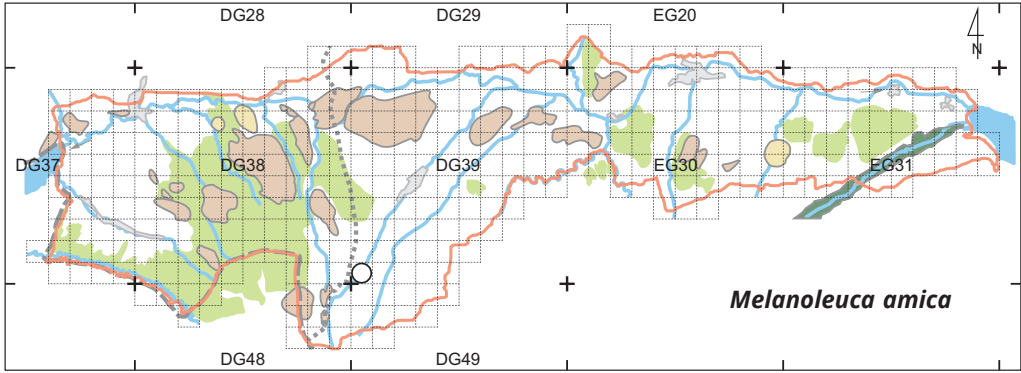 DG28 DG29 EG20
N
DG37 DG38 DG39 EG30 EG31
Melanoleuca amica
DG48 DG49